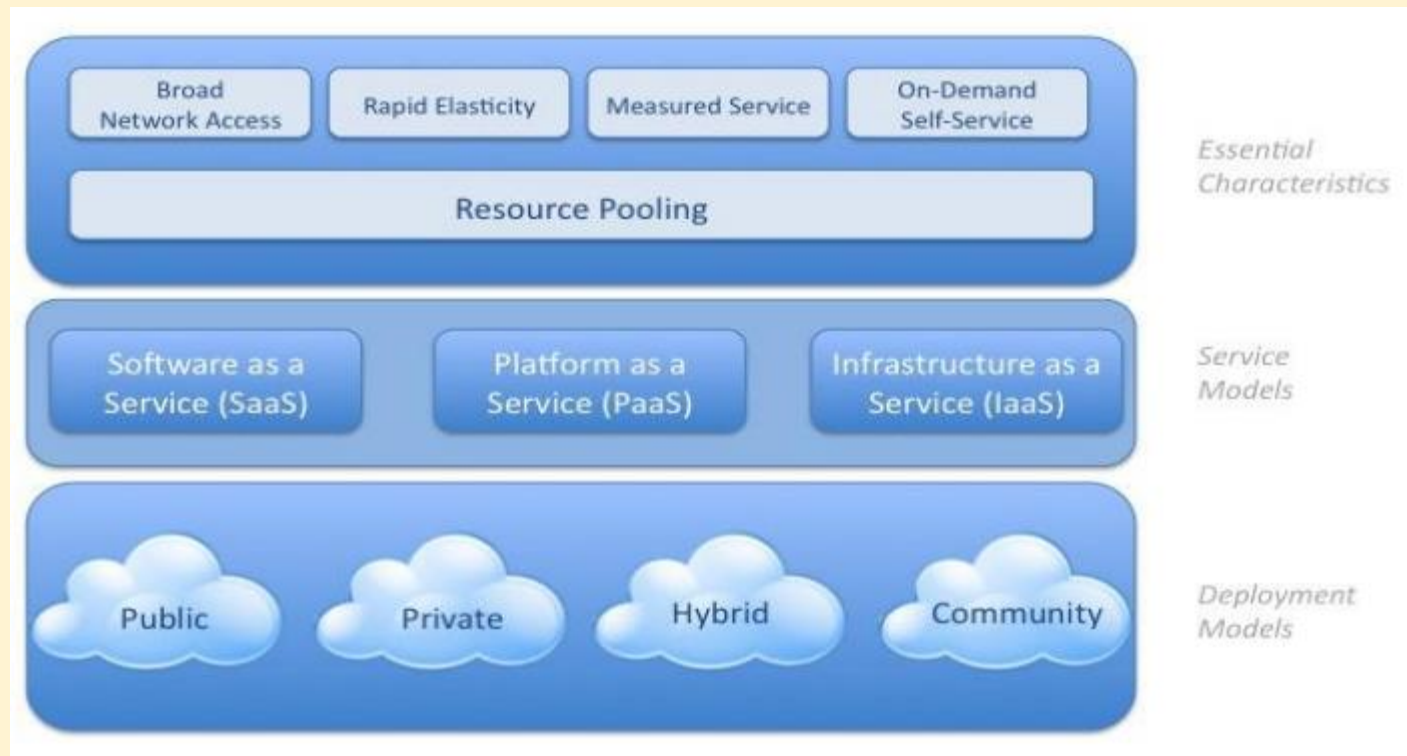 Broad
Network Access
Rapid Elasticity
Measured Service
On-Demand
Self-Service
Resource Pooling
Essential
Characteristics
Software as a
Service (SaaS)
Platform as a
Service (PaaS)
Infrastructure as a
Service (IaaS)
Service
Models
Public
Private
Hybrid
Community
Deployment
Models